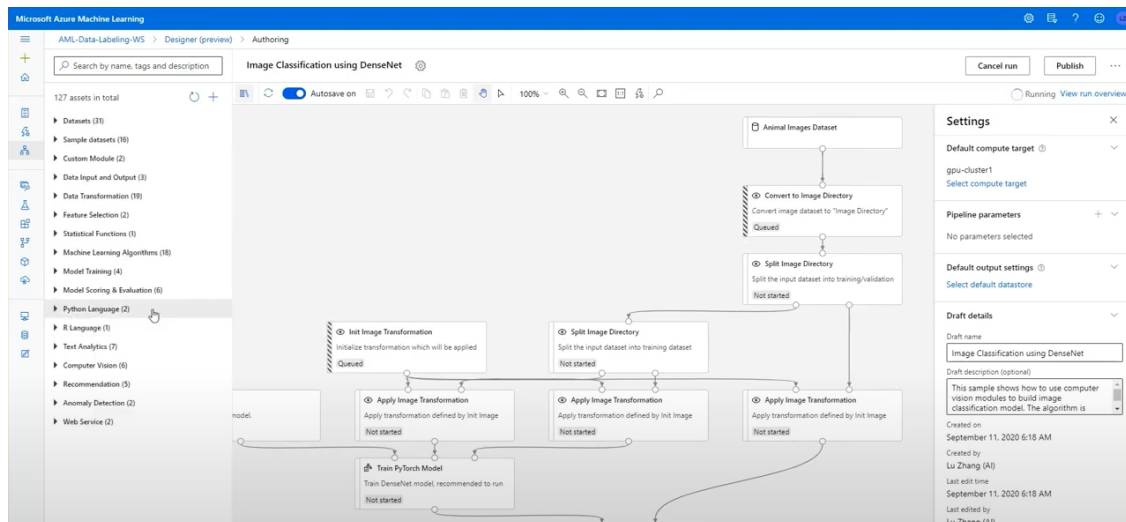 Microsoft Azure Machine Learning
AML-Data-Labeling-WS > Designer (preview) > Authoring
Search by name, tags and description
127 assets in total
Datasets (31)
Sample datasets (16)
Custom Module (2)
Data Input and Output (3)
Data Transformation (19)
Feature Selection (2)
Statistical Functions (1)
Machine Learning Algorithms (18)
Model Training (4)
Model Scoring & Evaluation (6)
Python Language (2)
R Language (1)
Text Analytics (7)
Computer Vision (6)
Recommendation (5)
Anomaly Detection (2)
Web Service (2)
Image Classification using DenseNet
Cancel run
Publish
Autosave on
100%
Running View run overview
Animal Images Dataset
Convert to Image Directory
Convert image dataset to "Image Directory"
Queued
Split Image Directory
Split the input dataset into training/validation
Not started
Init Image Transformation
Initialize transformation which will be applied
Queued
Split Image Directory
Split the input dataset into training dataset
Not started
model.
Apply Image Transformation
Apply transformation defined by Init Image
Not started
Apply Image Transformation
Apply transformation defined by Init Image
Not started
Apply Image Transformation
Apply transformation defined by Init Image
Not started
Train PyTorch Model
Train DenseNet model, recommended to run
Not started
Settings
Default compute target
gpu-cluster1
Select compute target
Pipeline parameters
No parameters selected
Default output settings
Select default datastore
Draft details
Draft name
Image Classification using DenseNet
Draft description (optional)
This sample shows how to use computer
vision modules to build image
classification model. The algorithm is
Created on
September 11, 2020 6:18 AM
Created by
Lu Zhang (AI)
Last edit time
September 11, 2020 6:18 AM
Last edited by
Lu Zhang (AI)